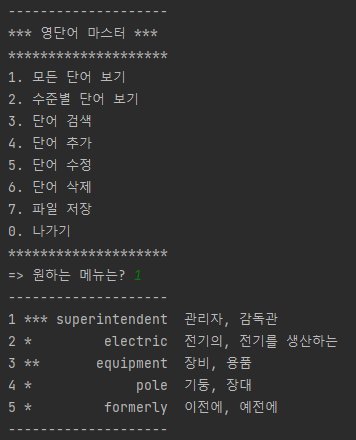 --------------------
*** 영단어 마스터 ***
********************
1. 모든 단어 보기
2. 수준별 단어 보기
3. 단어 검색
4. 단어 추가
5. 단어 수정
6. 단어 삭제
7. 파일 저장
0. 나가기
********************
=> 원하는 메뉴는? 1
--------------------
1 *** superintendent  관리자, 감독관
2 *         electric  전기의, 전기를 생산하는
3 **       equipment  장비, 용품
4 *             pole  기둥, 장대
5 *         formerly  이전에, 예전에
--------------------